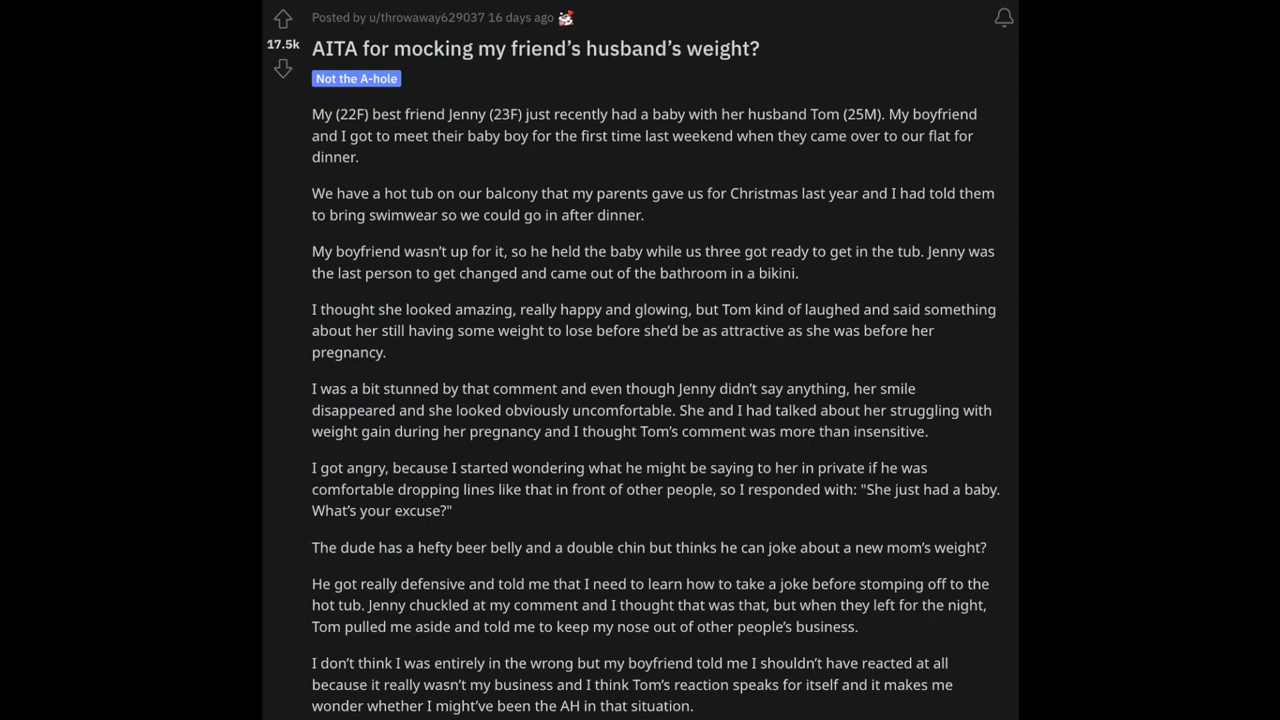 Posted by u/throwaway629037 16 days ago
17.5k
AITA for mocking my friend’s husband’s weight?
Not the A-hole
My (22F) best friend Jenny (23F) just recently had a baby with her husband Tom (25M). My boyfriend
and I got to meet their baby boy for the first time last weekend when they came over to our flat for
dinner.
We have a hot tub on our balcony that my parents gave us for Christmas last year and I had told them
to bring swimwear so we could go in after dinner.
My boyfriend wasn’t up for it, so he held the baby while us three got ready to get in the tub. Jenny was
the last person to get changed and came out of the bathroom in a bikini.
I thought she looked amazing, really happy and glowing, but Tom kind of laughed and said something
about her still having some weight to lose before she’d be as attractive as she was before her
pregnancy.
I was a bit stunned by that comment and even though Jenny didn’t say anything, her smile
disappeared and she looked obviously uncomfortable. She and I had talked about her struggling with
weight gain during her pregnancy and I thought Tom’s comment was more than insensitive.
I got angry, because I started wondering what he might be saying to her in private if he was
comfortable dropping lines like that in front of other people, so I responded with: "She just had a baby.
What’s your excuse?"
The dude has a hefty beer belly and a double chin but thinks he can joke about a new mom’s weight?
He got really defensive and told me that I need to learn how to take a joke before stomping off to the
hot tub. Jenny chuckled at my comment and I thought that was that, but when they left for the night,
Tom pulled me aside and told me to keep my nose out of other people’s business.
I don’t think I was entirely in the wrong but my boyfriend told me I shouldn’t have reacted at all
because it really wasn’t my business and I think Tom’s reaction speaks for itself and it makes me
wonder whether I might’ve been the AH in that situation.